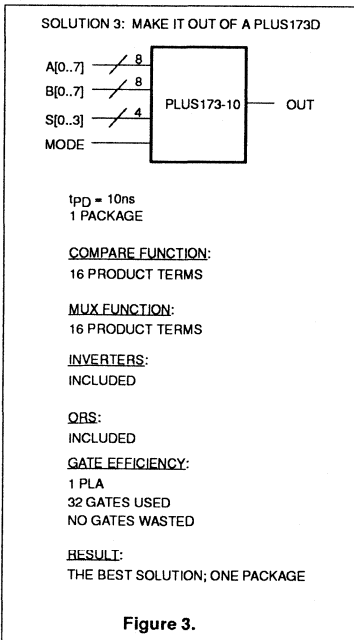 SOLUTION 3: MAKE IT OUT OF A PLUS173D
A[0..7] 8
B[0..7] 8
S[0..3] 4
MODE
PLUS173-10
OUT
tPD = 10ns
1 PACKAGE
COMPARE FUNCTION:
16 PRODUCT TERMS
MUX FUNCTION:
16 PRODUCT TERMS
INVERTERS:
INCLUDED
ORS:
INCLUDED
GATE EFFICIENCY:
1 PLA
32 GATES USED
NO GATES WASTED
RESULT:
THE BEST SOLUTION; ONE PACKAGE
Figure 3.